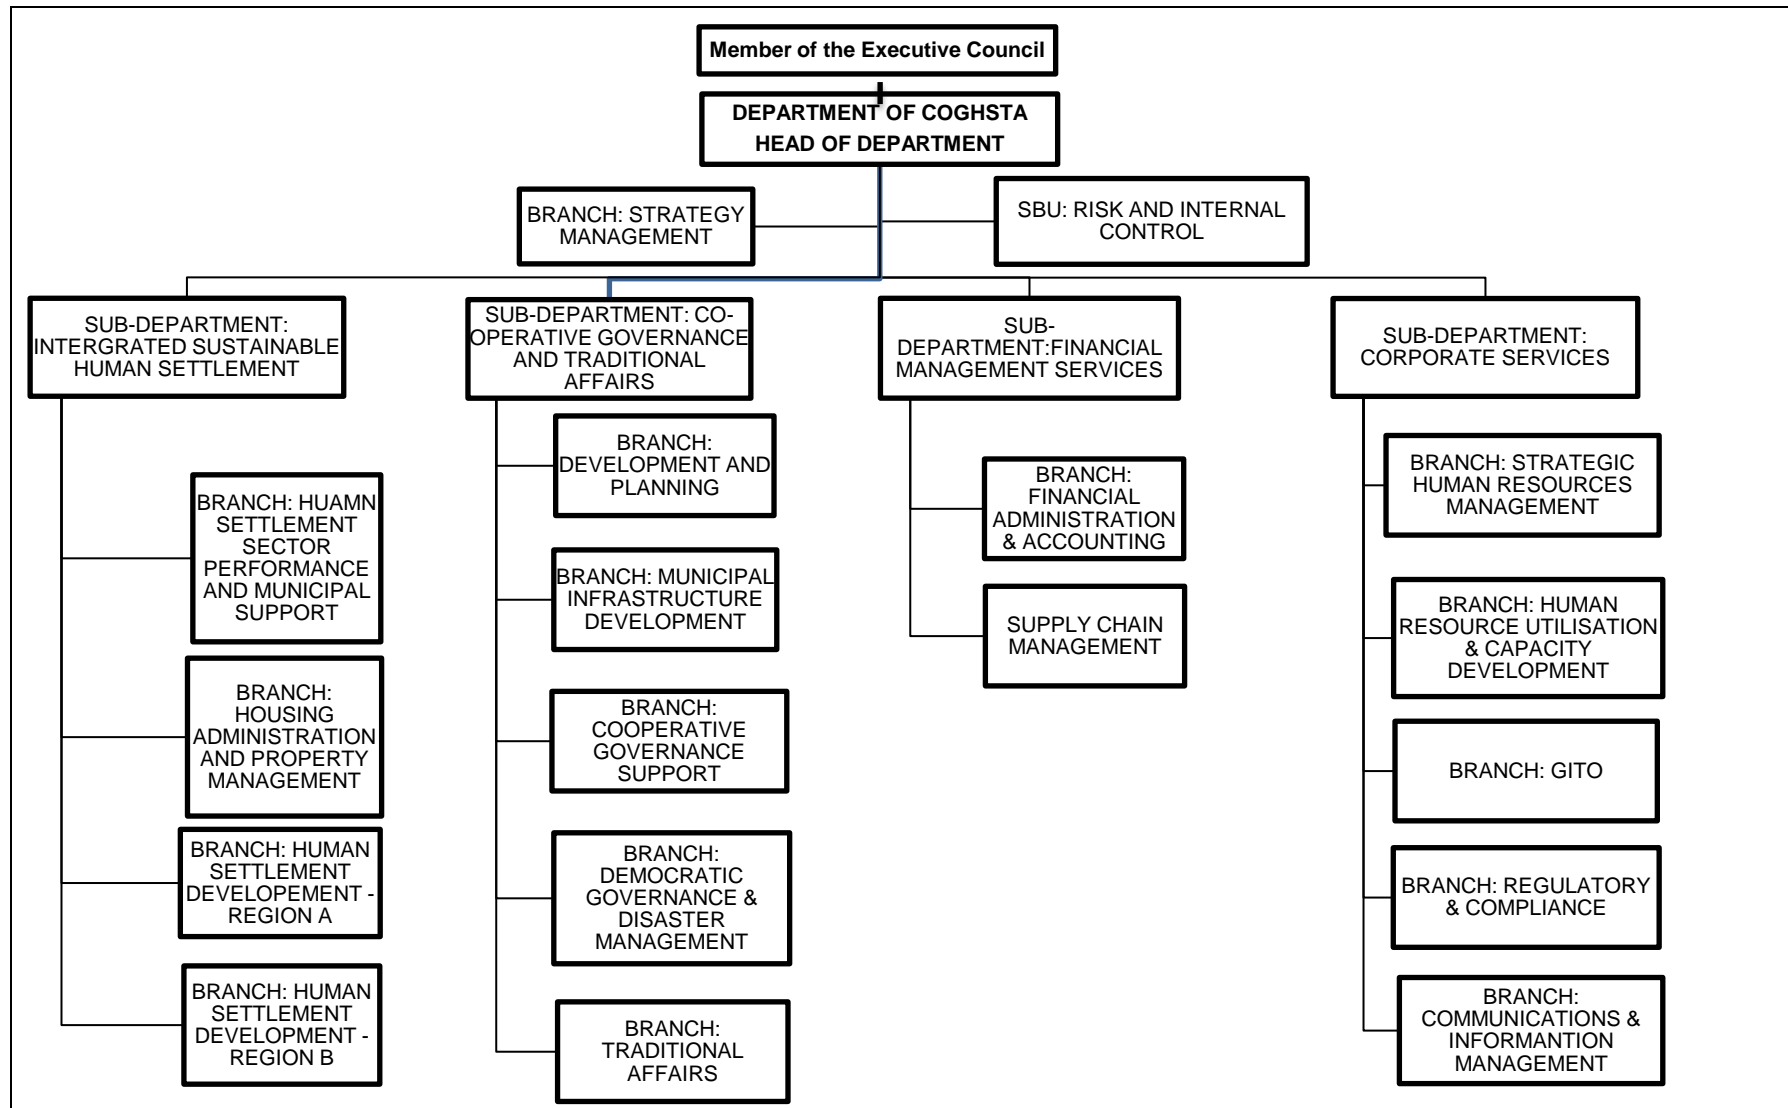 Member of the Executive Council
DEPARTMENT OF COGHSTA
HEAD OF DEPARTMENT
BRANCH: STRATEGY
MANAGEMENT
SBU: RISK AND INTERNAL
CONTROL
SUB-DEPARTMENT:
INTERGRATED SUSTAINABLE
HUMAN SETTLEMENT
BRANCH: HUAMN
SETTLEMENT
SECTOR
PERFORMANCE
AND MUNICIPAL
SUPPORT
BRANCH:
HOUSING
ADMINISTRATION
AND PROPERTY
MANAGEMENT
BRANCH: HUMAN
SETTLEMENT
DEVELOPEMENT -
REGION A
BRANCH: HUMAN
SETTLEMENT
DEVELOPMENT -
REGION B
SUB-DEPARTMENT: CO-
OPERATIVE GOVERNANCE
AND TRADITIONAL
AFFAIRS
BRANCH:
DEVELOPMENT AND
PLANNING
BRANCH: MUNICIPAL
INFRASTRUCTURE
DEVELOPMENT
BRANCH:
COOPERATIVE
GOVERNANCE
SUPPORT
BRANCH:
DEMOCRATIC
GOVERNANCE &
DISASTER
MANAGEMENT
BRANCH:
TRADITIONAL
AFFAIRS
SUB-
DEPARTMENT:FINANCIAL
MANAGEMENT SERVICES
BRANCH:
FINANCIAL
ADMINISTRATION
& ACCOUNTING
SUPPLY CHAIN
MANAGEMENT
SUB-DEPARTMENT:
CORPORATE SERVICES
BRANCH: STRATEGIC
HUMAN RESOURCES
MANAGEMENT
BRANCH: HUMAN
RESOURCE UTILISATION
& CAPACITY
DEVELOPMENT
BRANCH: GITO
BRANCH: REGULATORY
& COMPLIANCE
BRANCH:
COMMUNICATIONS &
INFORMANTION
MANAGEMENT